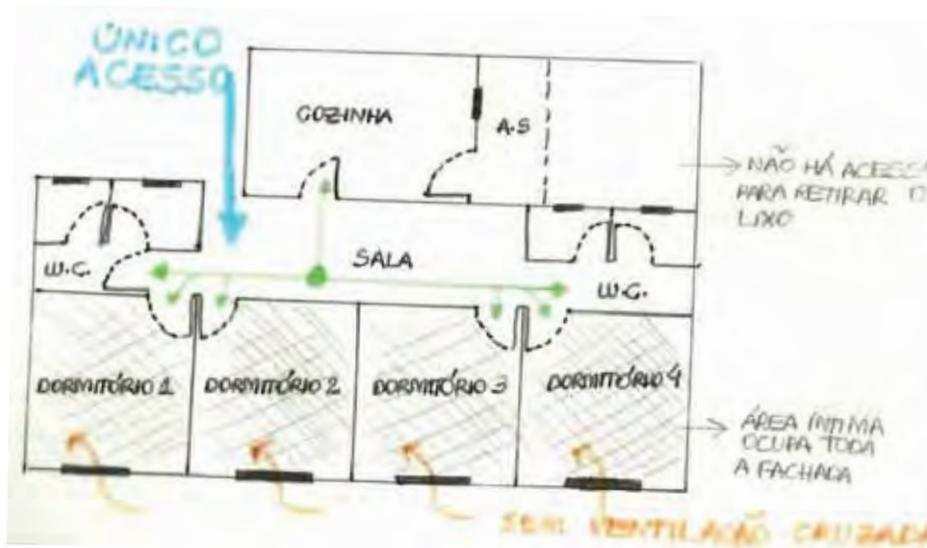 ÚNICO
ACESSO
COZINHA
A.S
NÃO HÁ ACESSO
PARA RETIRAR O
LIXO
W.C.
SALA
W.C.
DORMITÓRIO 1
DORMITÓRIO 2
DORMITÓRIO 3
DORMITÓRIO 4
ÁREA ÍNTIMA
OCUPA TODA
A FACHADA
SEM VENTILAÇÃO CRUZADA